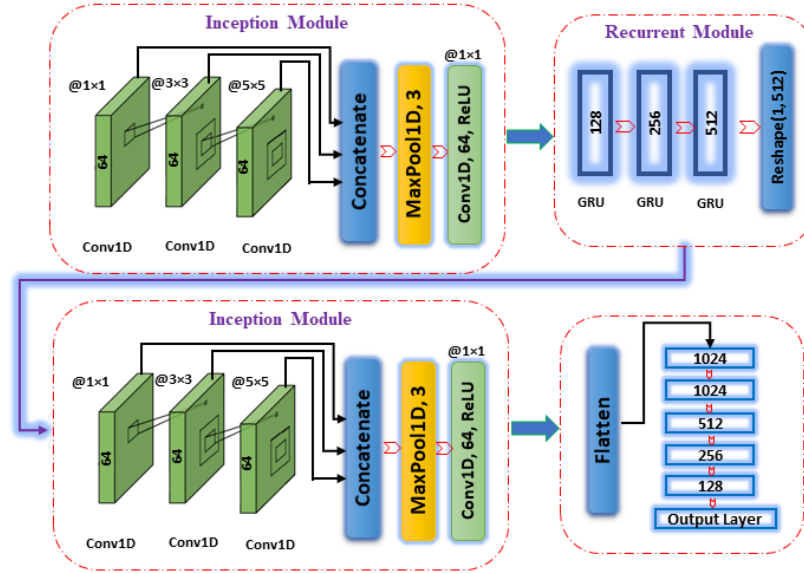 Inception Module
@1×1
@3×3
@5×5
64
64
64
Conv1D
Conv1D
Conv1D
Concatenate
MaxPool1D, 3
@1×1
Conv1D, 64, ReLU
Recurrent Module
128
256
512
GRU
GRU
GRU
Reshape(1, 512)
Inception Module
@1×1
@3×3
@5×5
64
64
64
Conv1D
Conv1D
Conv1D
Concatenate
MaxPool1D, 3
@1×1
Conv1D, 64, ReLU
Flatten
1024
1024
512
256
128
Output Layer